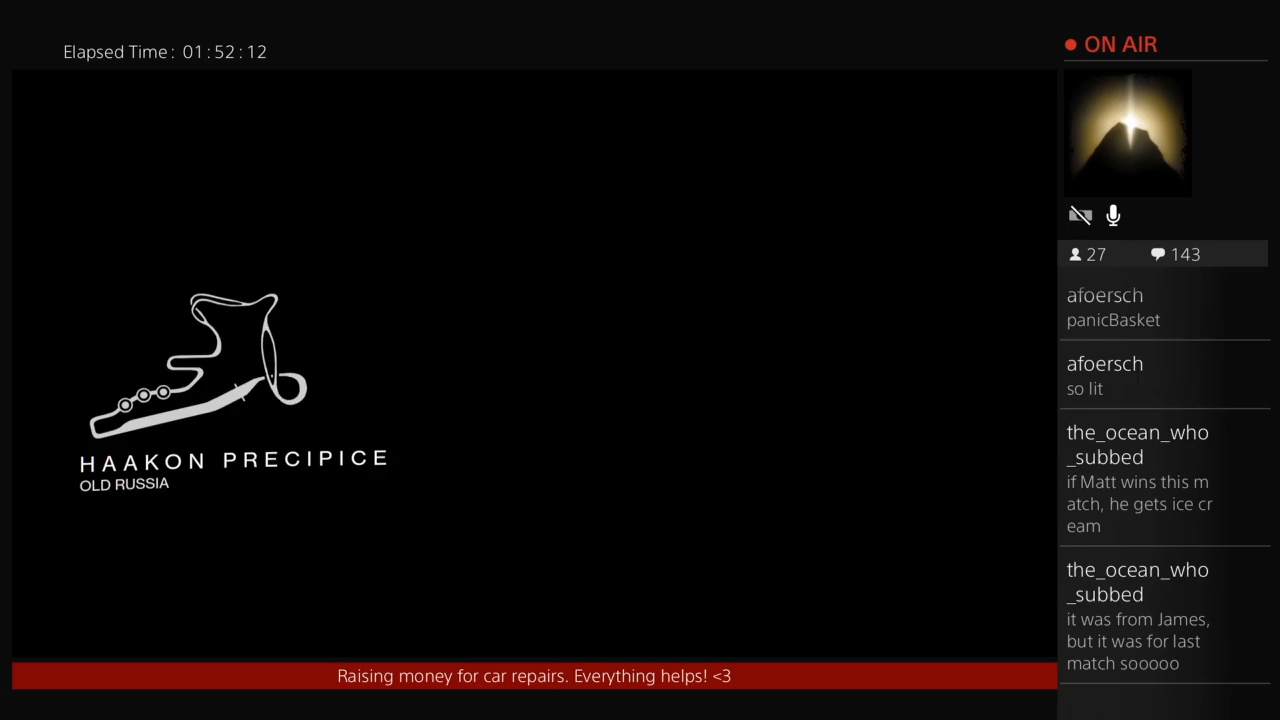 Elapsed Time: 01:52:12
ON AIR
27 143
afoersch
panicBasket
afoersch
so lit
the_ocean_who
_subbed
if Matt wins this m
atch, he gets ice cr
eam
the_ocean_who
_subbed
it was from James,
but it was for last
match sooooo
HAAKON PRECIPICE
OLD RUSSIA
Raising money for car repairs. Everything helps! <3